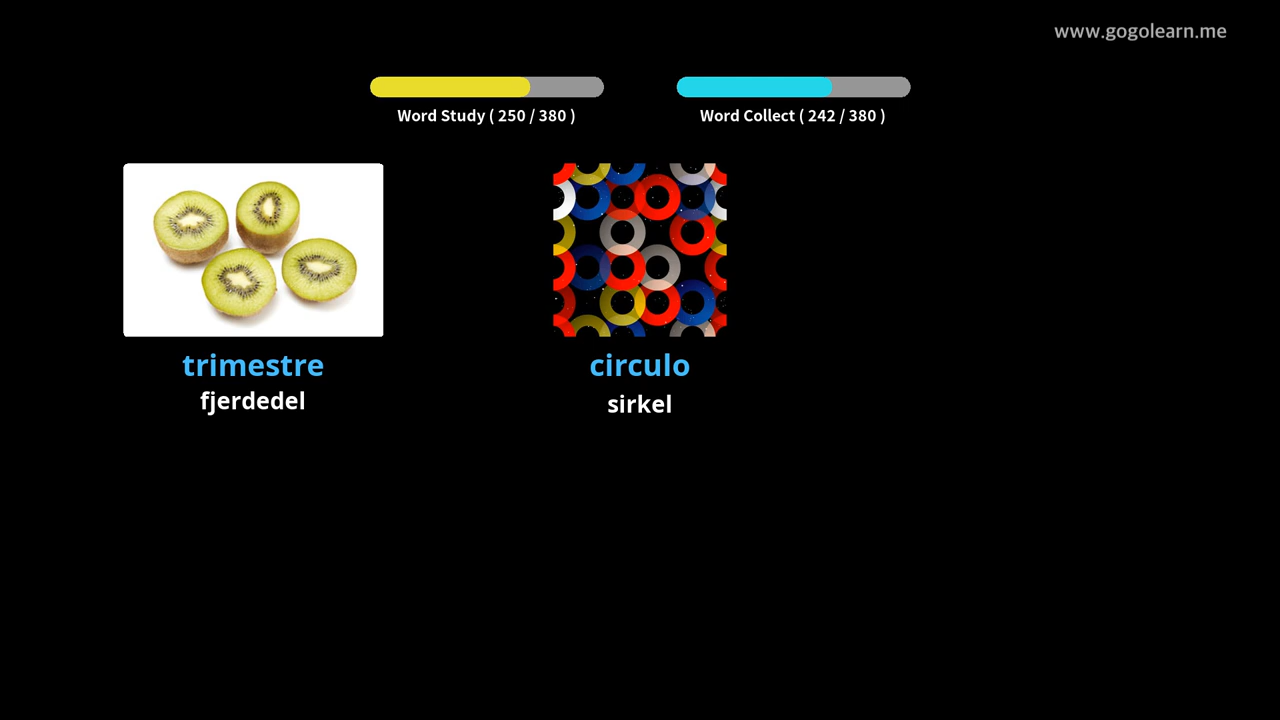 www.gogolearn.me
Word Study ( 250 / 380 )
Word Collect ( 242 / 380 )
trimestre
fjerdedel
circulo
sirkel